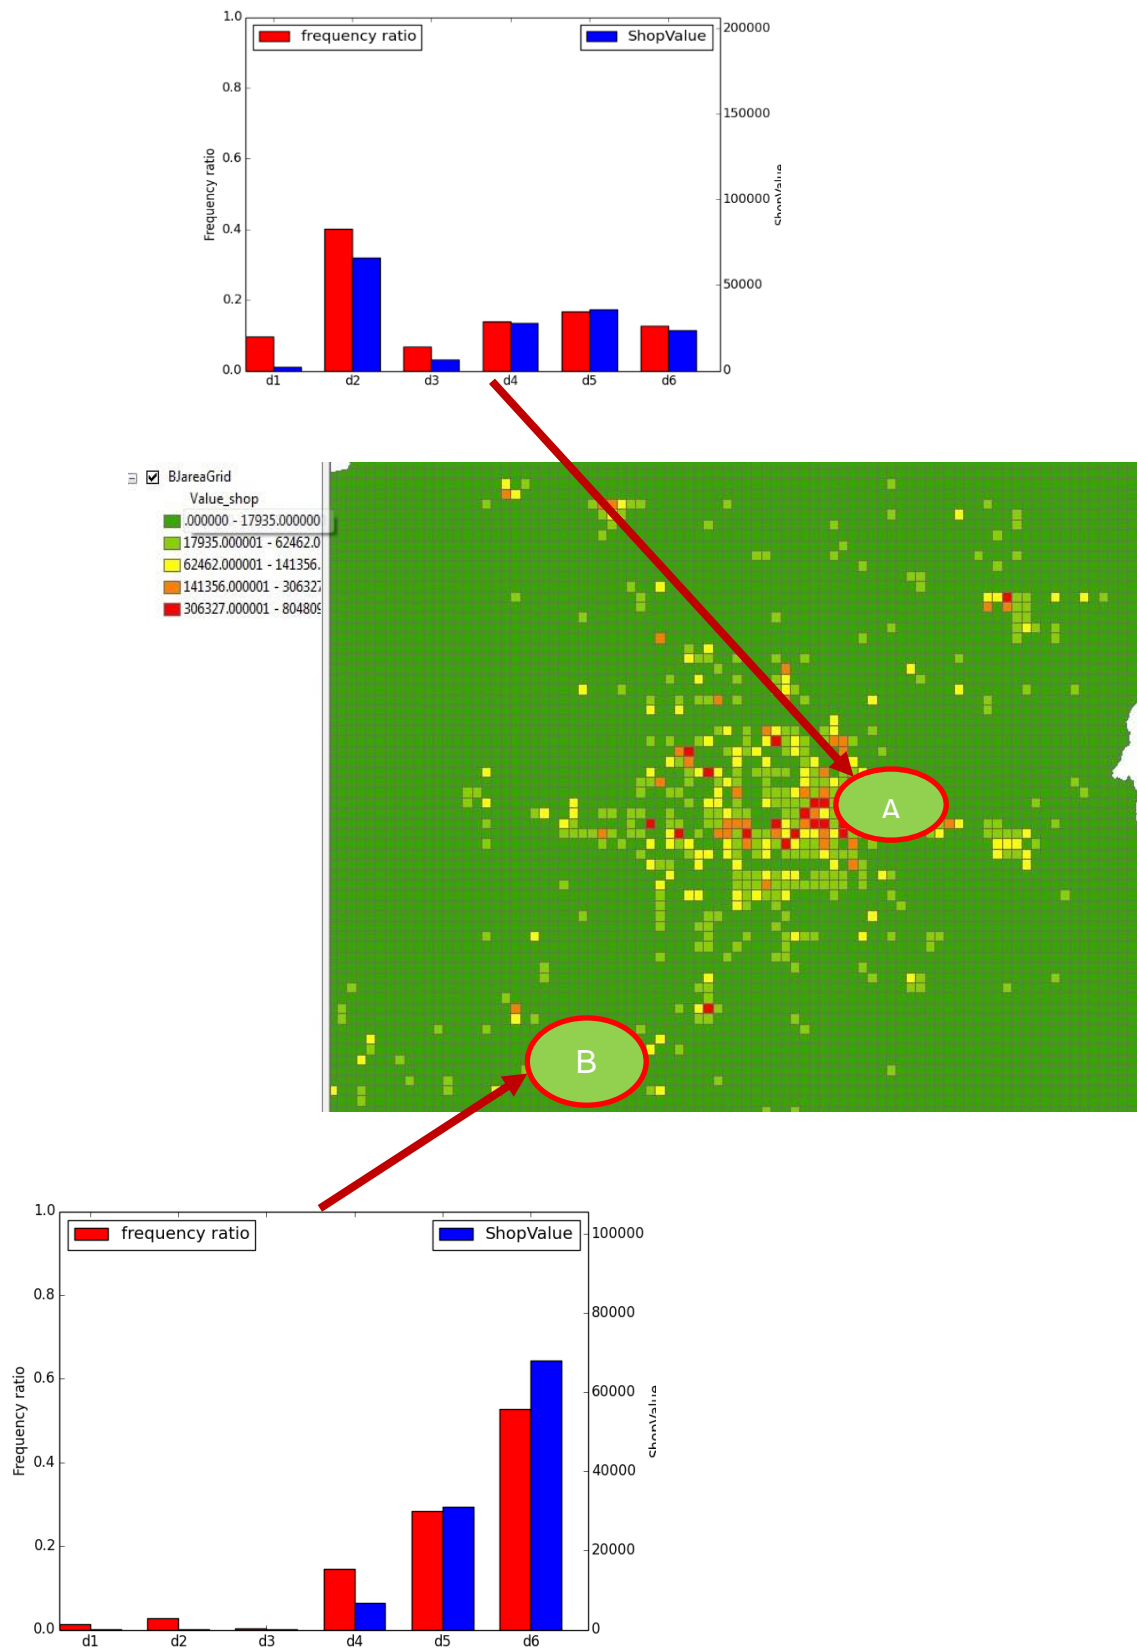 1.0
200000
frequency ratio
ShopValue
0.8
150000
0.6
Frequency ratio
100000
ShopValue
0.4
50000
0.2
0.0
0
d1 d2 d3 d4 d5 d6
BJareaGrid
Value_shop
.000000 - 17935.000000
17935.000001 - 62462.0
62462.000001 - 141356.
141356.000001 - 306327
306327.000001 - 804809
A
B
1.0
frequency ratio
ShopValue
100000
0.8
80000
0.6
60000
Frequency ratio
ShopValue
0.4
40000
0.2
20000
0.0
0
d1 d2 d3 d4 d5 d6